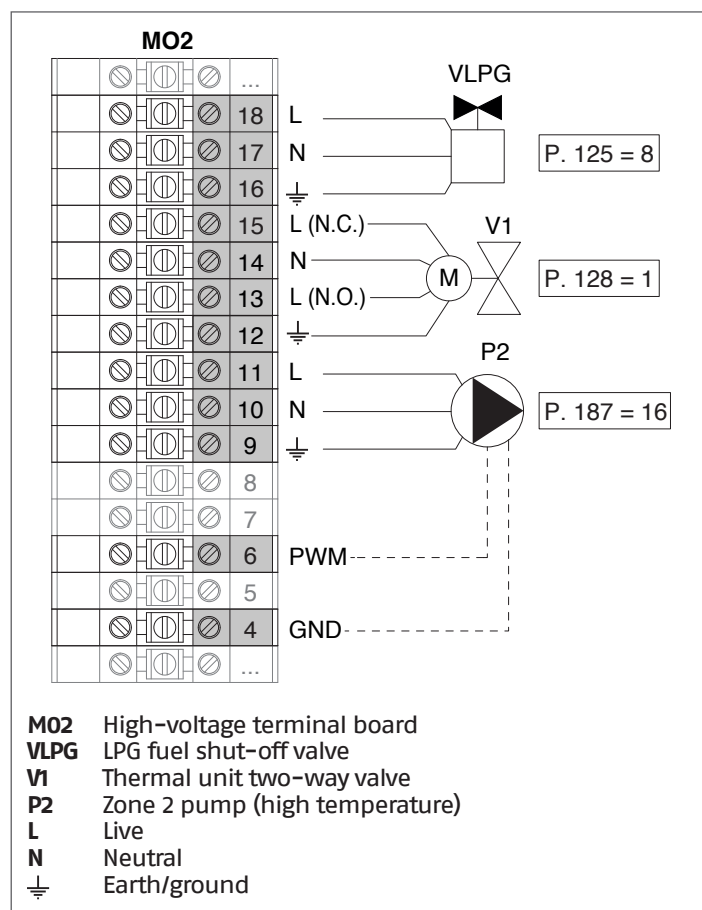 MO2
...
VLPG
18 L
17 N P. 125 = 8
16
15 L (N.C.) V1
14 N M P. 128 = 1
13 L (N.O.)
12
P2
11 L
10 N P. 187 = 16
9
8
7
6 PWM
5
4 GND
...
M02 High-voltage terminal board
VLPG LPG fuel shut-off valve
V1 Thermal unit two-way valve
P2 Zone 2 pump (high temperature)
L Live
N Neutral
⏚ Earth/ground